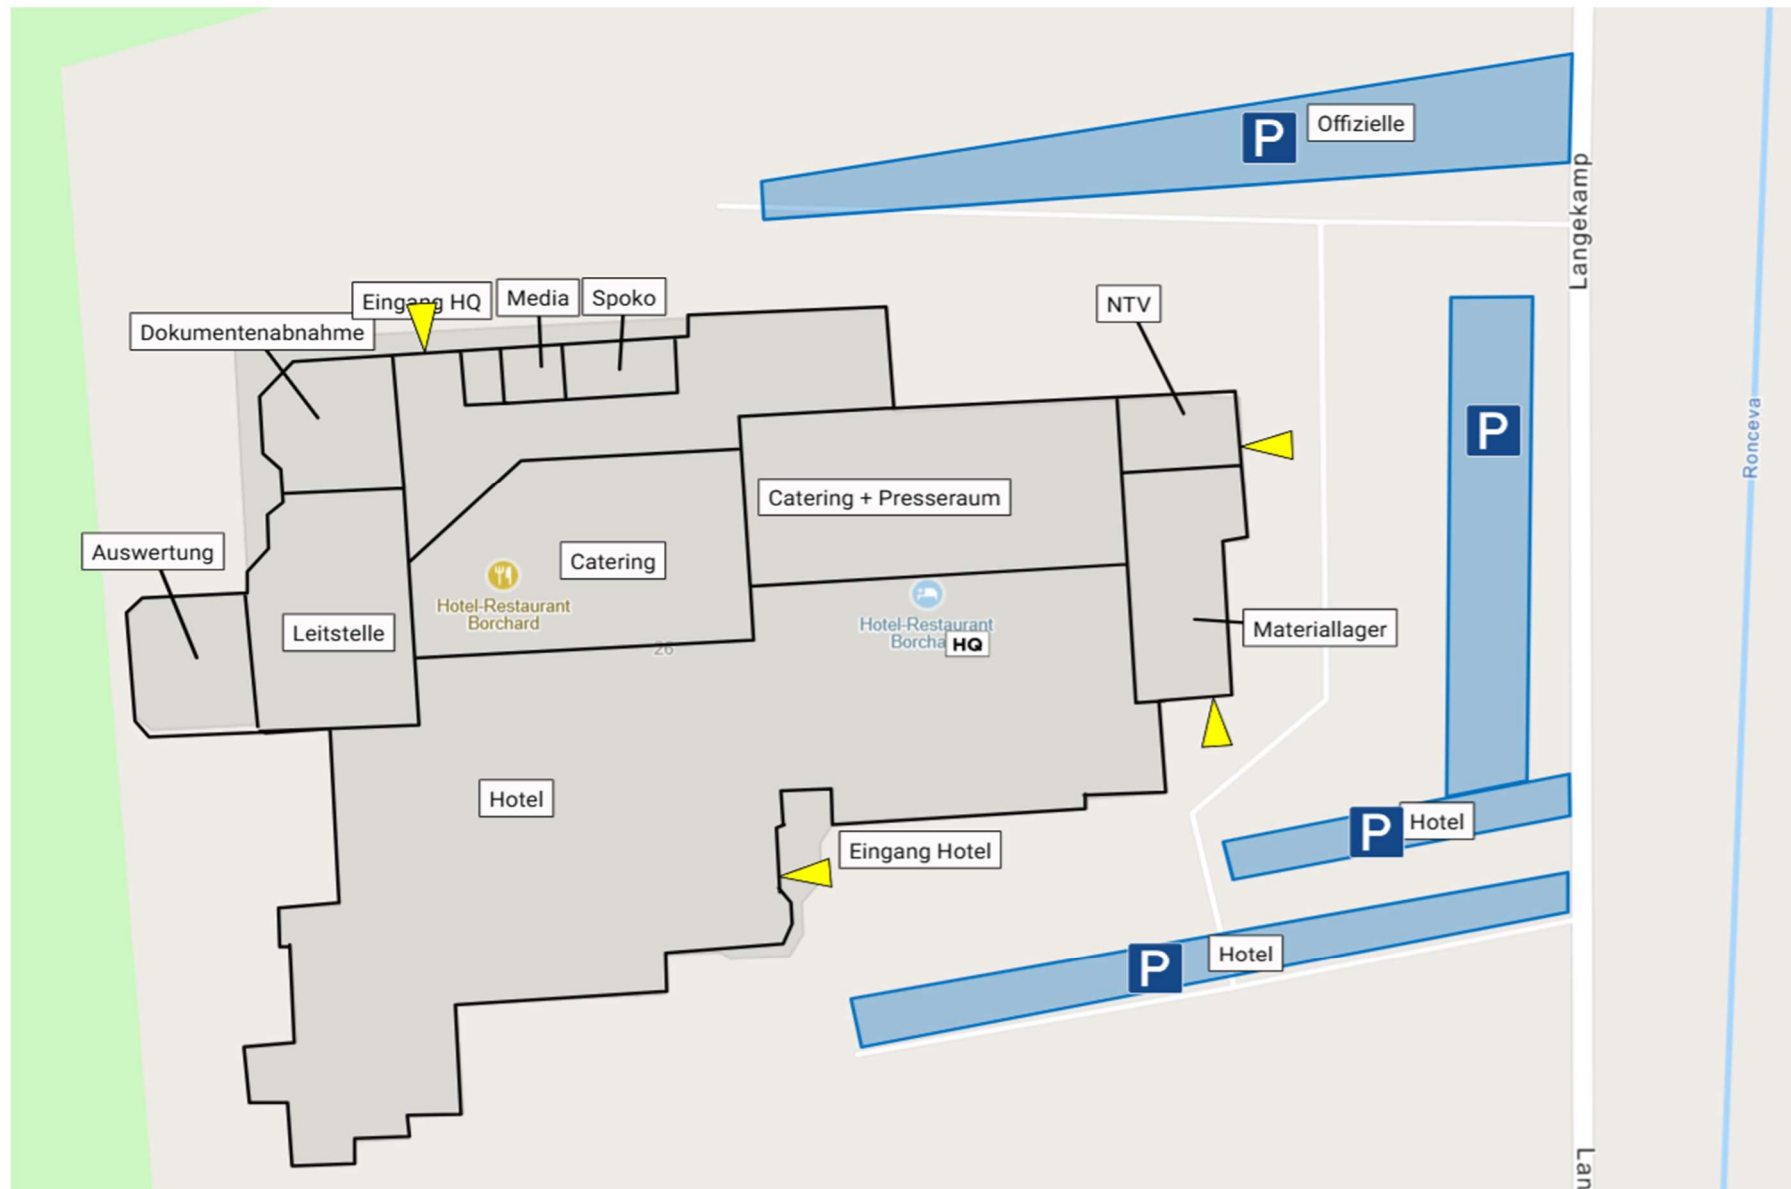 P
Offizielle
Langekamp
Eingang HQ
Media
Spoko
NTV
Dokumentenabnahme
P
Ronceva
Catering + Presseraum
Auswertung
Catering
Hotel-Restaurant
Borchard
Leitstelle
Hotel-Restaurant
Borcha
HQ
26
Materiallager
Hotel
P
Hotel
Eingang Hotel
P
Hotel
Lan